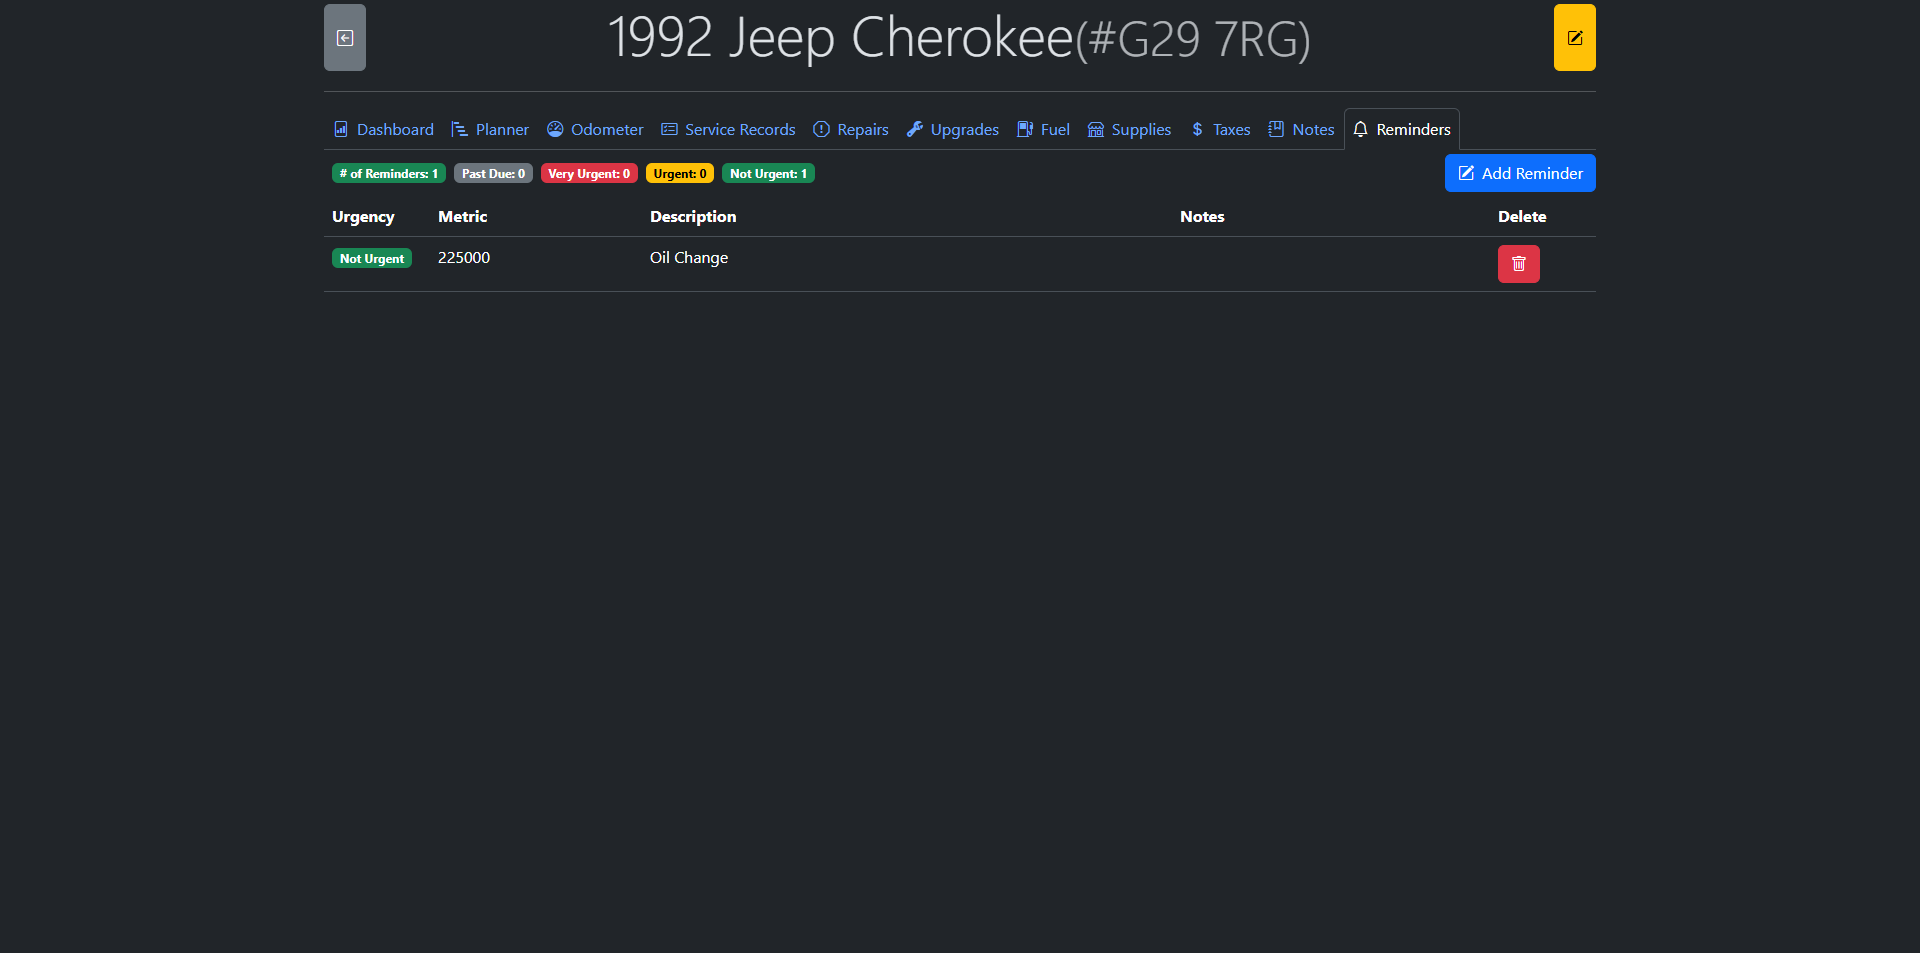 1992 Jeep Cherokee(#G29 7RG)
Dashboard Planner Odometer Service Records Repairs Upgrades Fuel Supplies Taxes Notes Reminders
# of Reminders: 1 Past Due: 0 Very Urgent: 0 Urgent: 0 Not Urgent: 1 Add Reminder
Urgency Metric Description Notes Delete
Not Urgent 225000 Oil Change